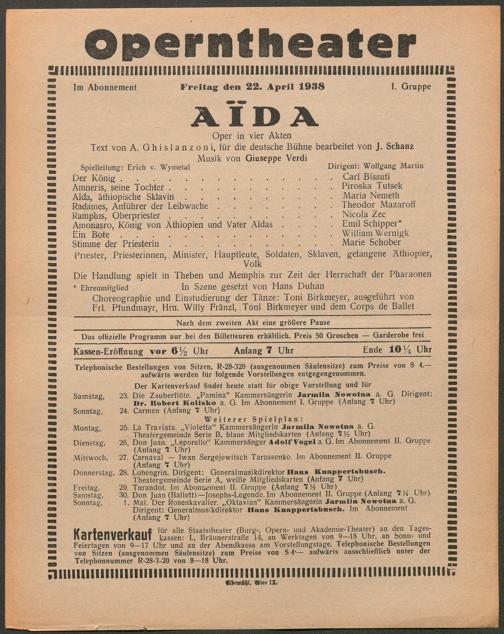 Operntheater
Im Abonnement Freitag den 22. April 1938 I. Gruppe
AÏDA
Oper in vier Akten
Text von A. Ghislanzoni, für die deutsche Bühne bearbeitet von J. Schanz
Musik von Giuseppe Verdi
Spielleitung: Erich v. Wymetal Dirigent: Wolfgang Martin
Der König . . . . . . . . . . Carl Bissuti
Amneris, seine Tochter . . . . . . . . . . Piroska Tutsek
Aïda, äthiopische Sklavin . . . . . . . . . . Maria Nemeth
Radames, Anführer der Leibwache . . . . . . . . . . Theodor Mazaroff
Ramphis, Oberpriester . . . . . . . . . . Nicola Zec
Amonasro, König von Äthiopien und Vater Aïdas . . . . . . . Emil Schipper*
Ein Bote . . . . . . . . . . William Wernigk
Stimme der Priesterin . . . . . . . . . . Marie Schober
Priester, Priesterinnen, Minister, Hauptleute, Soldaten, Sklaven, gefangene Äthiopier,
Volk
Die Handlung spielt in Theben und Memphis zur Zeit der Herrschaft der Pharaonen
* Ehrenmitglied In Szene gesetzt von Hans Duhan
Choreographie und Einstudierung der Tänze: Toni Birkmeyer, ausgeführt von
Frl. Pfundmayr, Hrn. Willy Fränzl, Toni Birkmeyer und dem Corps de Ballet
Nach dem zweiten Akt eine größere Pause
Das offizielle Programm nur bei den Billetteuren erhältlich. Preis 50 Groschen — Garderobe frei
Kassen-Eröffnung vor 6½ Uhr Anfang 7 Uhr Ende 10¼ Uhr
Telephonische Bestellungen von Sitzen, R-28-320 (ausgenommen Säulensitze) zum Preise von S 4.—
aufwärts werden für folgende Vorstellungen entgegengenommen.
Der Kartenverkauf findet heute statt für obige Vorstellung und für
Samstag, 23. Die Zauberflöte. „Pamina" Kammersängerin Jarmila Novotna a. G. Dirigent:
Dr. Robert Kolisko a. G. Im Abonnement I. Gruppe (Anfang 7 Uhr)
Sonntag, 24. Carmen (Anfang 7 Uhr)
Weiterer Spielplan:
Montag, 25. La Traviata. „Violetta" Kammersängerin Jarmila Novotna a. G.
Theatergemeinde Serie B, blaue Mitgliedskarten (Anfang 7½ Uhr)
Dienstag, 26. Don Juan. „Leporello" Kammersänger Adolf Vogel a. G. Im Abonnement II. Gruppe
(Anfang 7 Uhr)
Mittwoch, 27. Carnaval — Iwan Sergejewitsch Tarassenko. Im Abonnement II. Gruppe
(Anfang 7 Uhr)
Donnerstag, 28. Lohengrin. Dirigent: Generalmusikdirektor Hans Knappertsbusch.
Theatergemeinde Serie A, weiße Mitgliedskarten (Anfang 7 Uhr)
Freitag, 29. Turandot. Im Abonnement II. Gruppe (Anfang 7½ Uhr)
Samstag, 30. Don Juan (Ballett)—Josephs-Legende. Im Abonnement II. Gruppe (Anfang 7½ Uhr)
Sonntag, 1. Mai. Der Rosenkavalier. „Oktavian" Kammersängerin Jarmila Novotna a. G.
Dirigent: Generalmusikdirektor Hans Knappertsbusch. Im Abonnement
(Anfang 7 Uhr)
Kartenverkauf für alle Staatstheater (Burg-, Opern- und Akademie-Theater) an den Tages-
kassen: I., Bräunerstraße 14, an Werktagen von 9—18 Uhr, an Sonn- und
Feiertagen von 9—17 Uhr und an der Abendkassa am Vorstellungstage. Telephonische Bestellungen
von Sitzen (ausgenommen Säulensitze) zum Preise von S 4·— aufwärts ausschließlich unter der
Telephonnummer R-28-3-20 von 8—18 Uhr.
Elbemühl, Wien IX.